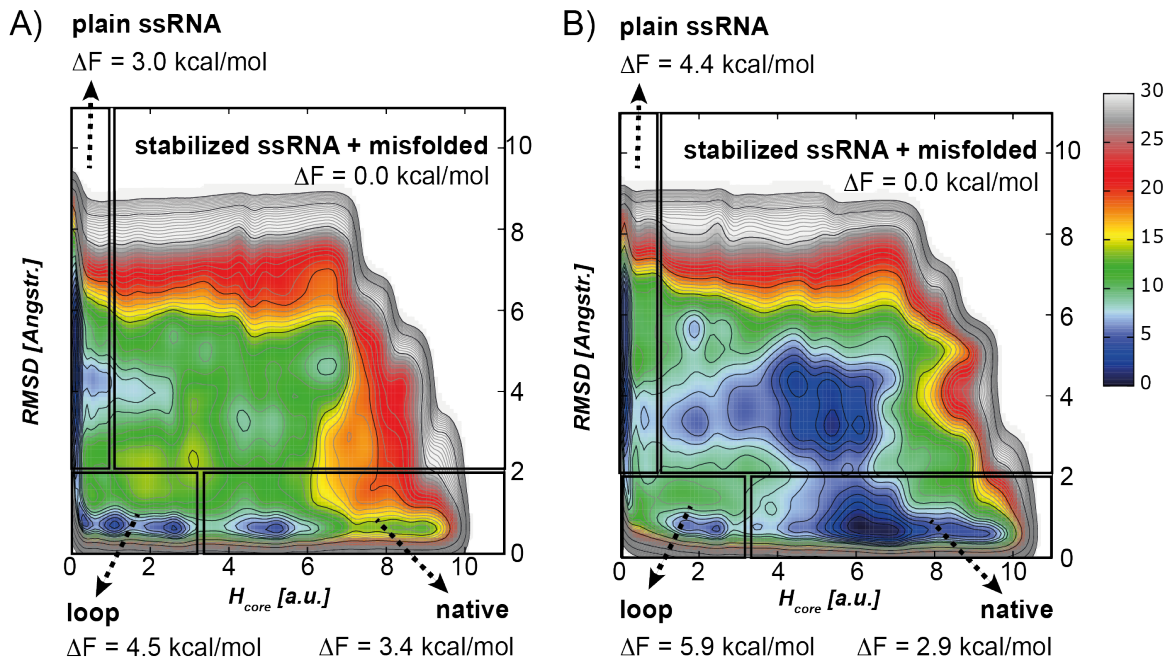 A)
plain ssRNA
ΔF = 3.0 kcal/mol
stabilized ssRNA + misfolded
ΔF = 0.0 kcal/mol
10
8
6
4
2
0
RMSD [Angstr.]
0 2 4 6 8 10
H_core [a.u.]
loop
ΔF = 4.5 kcal/mol
native
ΔF = 3.4 kcal/mol
B)
plain ssRNA
ΔF = 4.4 kcal/mol
stabilized ssRNA + misfolded
ΔF = 0.0 kcal/mol
10
8
6
4
2
0
RMSD [Angstr.]
0 2 4 6 8 10
H_core [a.u.]
loop
ΔF = 5.9 kcal/mol
native
ΔF = 2.9 kcal/mol
30
25
20
15
10
5
0